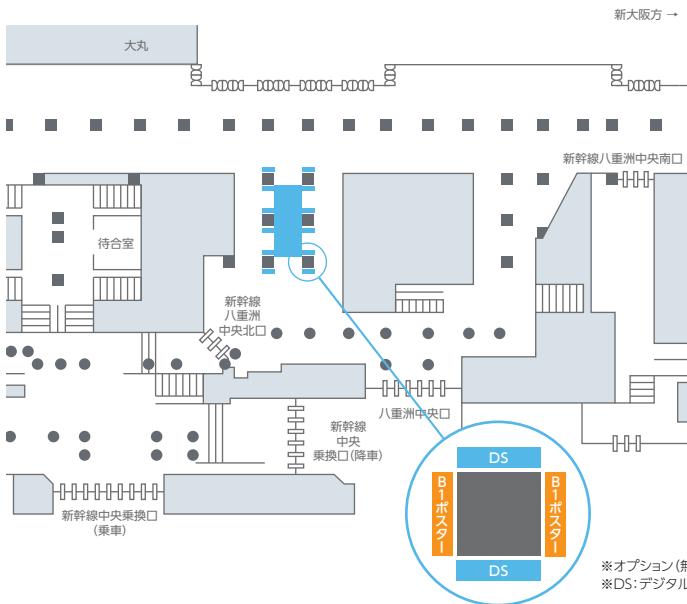 新大阪方 →
大丸
新幹線八重洲中央南口
待合室
新幹線
八重洲
中央北口
八重洲中央口
新幹線
中央
乗換口(降車)
新幹線中央乗換口
(乗車)
DS
B1ポスター
B1ポスター
DS
※オプション(無
※DS:デジタル